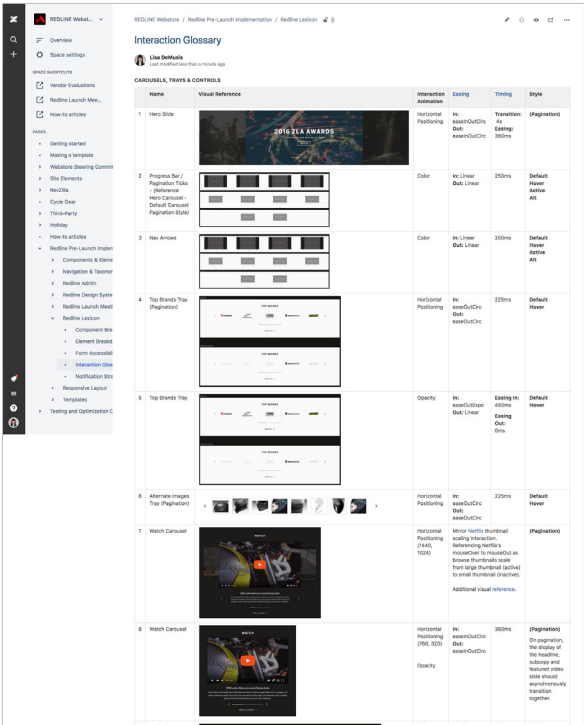 REDLINE Webst...
Overview
Space settings
SPACE SHORTCUTS
Vendor Evaluations
Redline Launch Mee...
How-to articles
PAGES
Getting started
Making a template
Webstore Steering Commit
Site Elements
RevZilla
Cycle Gear
Third-Party
Holiday
How-to articles
Redline Pre-Launch Implem
Components & Eleme
Navigation & Taxonom
Redline Admin
Redline Design Syste
Redline Launch Meeti
Redline Lexicon
Component Bre
Element Breakd
Form Accessibil
Interaction Glos
Notification Stra
Responsive Layout
Templates
Testing and Optimization C
REDLINE Webstore / Redline Pre-Launch Implementation / Redline Lexicon
Interaction Glossary
Lisa DeMusis
Last modified less than a minute ago
CAROUSELS, TRAYS & CONTROLS
Name Visual Reference Interaction Animation Easing Timing Style
1 Hero Slide
2016 ZLA AWARDS
Horizontal Positioning
In: easeInOutCirc
Out: easeInOutCirc
Transition: 4s
Easing: 360ms
(Pagination)
2 Progress Bar / Pagination Ticks - (Reference Hero Carousel - Default Carousel Pagination Style)
Color
In: Linear
Out: Linear
250ms
Default
Hover
Active
Alt
3 Nav Arrows
Color
In: Linear
Out: Linear
250ms
Default
Hover
Active
Alt
4 Top Brands Tray (Pagination)
TOP BRANDS
TOP BRANDS
Horizontal Positioning
In: easeOutCirc
Out: easeOutCirc
225ms
Default
Hover
5 Top Brands Tray
TOP BRANDS
TOP BRANDS
Opacity
In: easeOutExpo
Out: Linear
Easing In: 450ms
Easing Out: 0ms
Default
Hover
6 Alternate Images Tray (Pagination)
Horizontal Positioning
In: easeOutCirc
Out: easeOutCirc
225ms
Default
Hover
7 Watch Carousel
WATCH
Horizontal Positioning (1440, 1024)
Mirror Netflix thumbnail scaling interaction. Referencing Netflix's mouseOver to mouseOut as browse thumbnails scale from large thumbnail (active) to small thumbnail (inactive).
Additional visual reference.
(Pagination)
8 Watch Carousel
WATCH
Horizontal Positioning (768, 320)
Opacity
In: easeInOutCirc
Out: easeInOutCirc
360ms
(Pagination)
On pagination, the display of the headline, subcopy and featured video slide should asynchronously transition together.